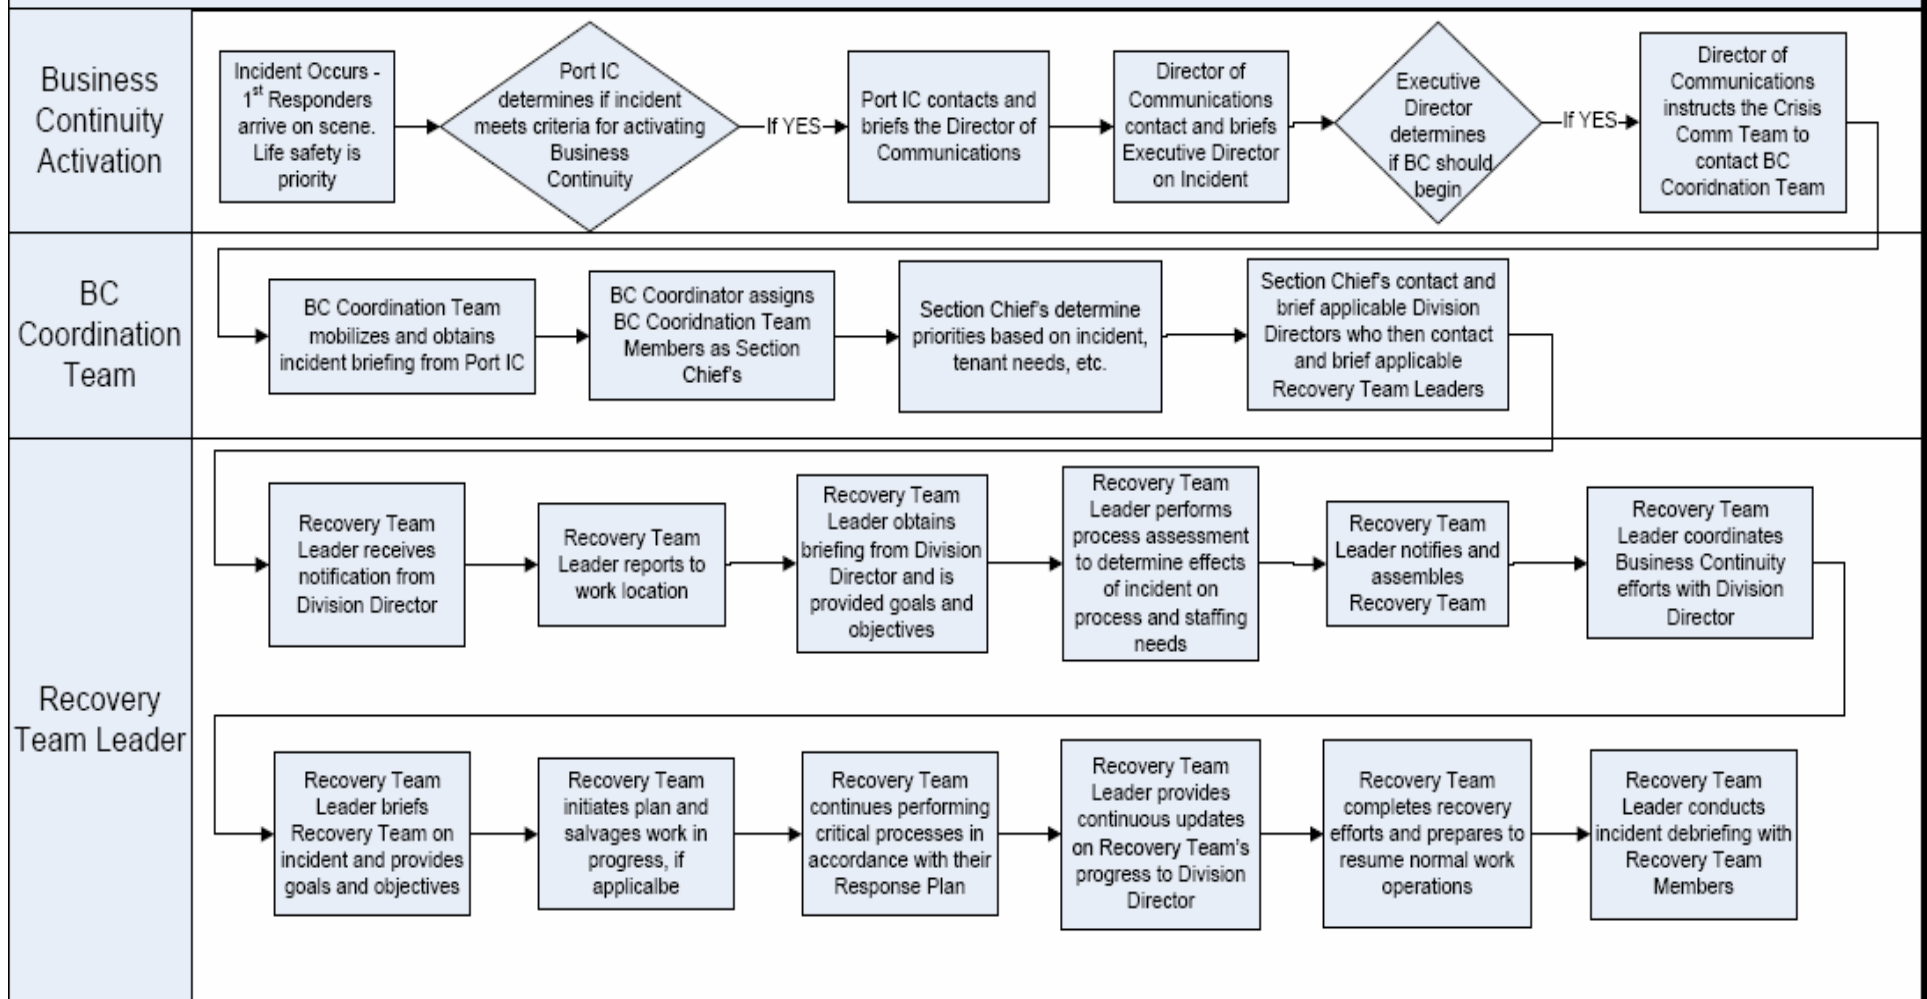 Business
Continuity
Activation
Incident Occurs -
1st Responders
arrive on scene.
Life safety is
priority
Port IC
determines if incident
meets criteria for activating
Business
Continuity
If YES
Port IC contacts and
briefs the Director of
Communications
Director of
Communications
contact and briefs
Executive Director
on Incident
Executive
Director
determines
if BC should
begin
If YES
Director of
Communications
instructs the Crisis
Comm Team to
contact BC
Cooridnation Team
BC
Coordination
Team
BC Coordination Team
mobilizes and obtains
incident briefing from Port IC
BC Coordinator assigns
BC Cooridnation Team
Members as Section
Chief's
Section Chief's determine
priorities based on incident,
tenant needs, etc.
Section Chief's contact and
brief applicable Division
Directors who then contact
and brief applicable
Recovery Team Leaders
Recovery
Team Leader
Recovery Team
Leader receives
notification from
Division Director
Recovery Team
Leader reports to
work location
Recovery Team
Leader obtains
briefing from Division
Director and is
provided goals and
objectives
Recovery Team
Leader performs
process assessment
to determine effects
of incident on
process and staffing
needs
Recovery Team
Leader notifies and
assembles
Recovery Team
Recovery Team
Leader coordinates
Business Continuity
efforts with Division
Director
Recovery Team
Leader briefs
Recovery Team on
incident and provides
goals and objectives
Recovery Team
initiates plan and
salvages work in
progress, if
applicalbe
Recovery Team
continues performing
critical processes in
accordance with their
Response Plan
Recovery Team
Leader provides
continuous updates
on Recovery Team's
progress to Division
Director
Recovery Team
completes recovery
efforts and prepares to
resume normal work
operations
Recovery Team
Leader conducts
incident debriefing with
Recovery Team
Members